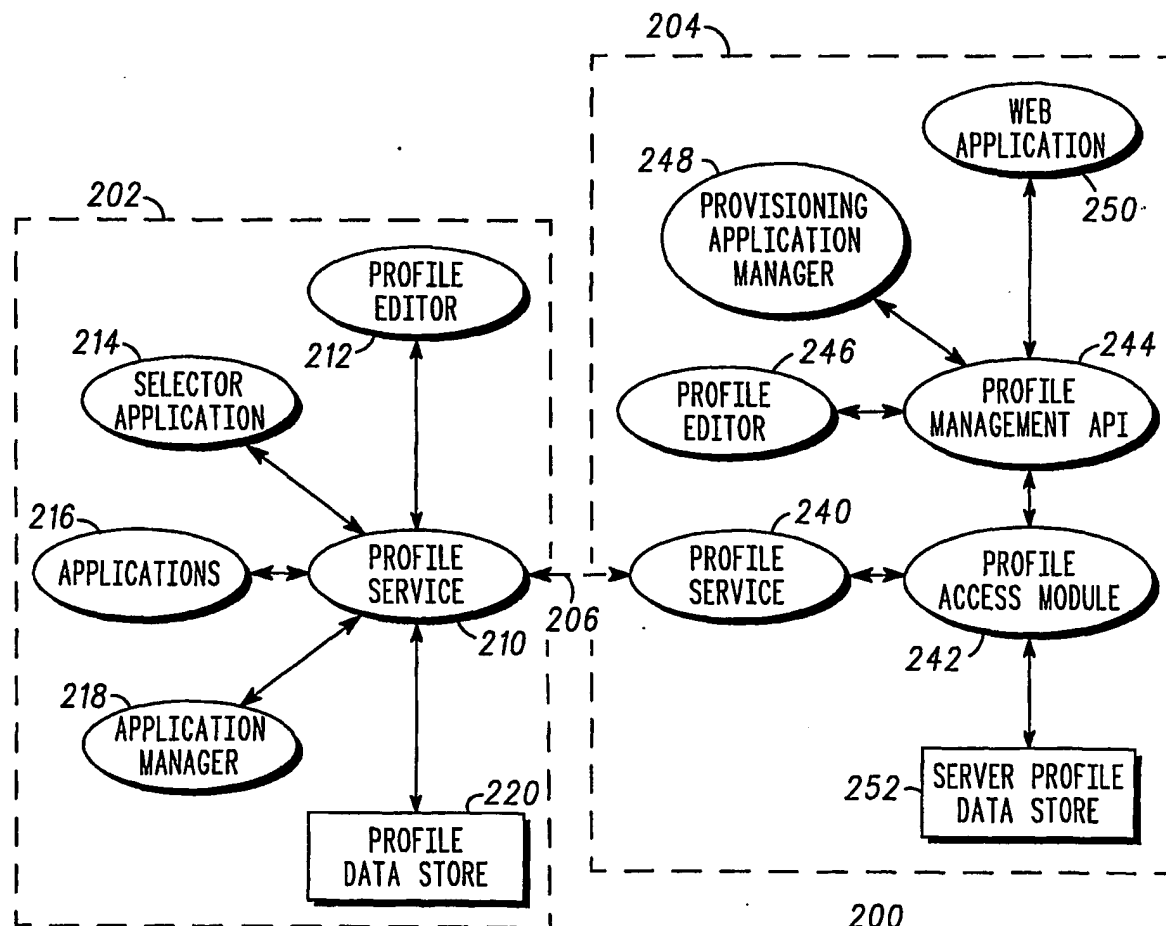 204
WEB
APPLICATION
250
248
PROVISIONING
APPLICATION
MANAGER
202
PROFILE
EDITOR
212
214
SELECTOR
APPLICATION
246
PROFILE
EDITOR
244
PROFILE
MANAGEMENT API
216
APPLICATIONS
PROFILE
SERVICE
210
206
240
PROFILE
SERVICE
PROFILE
ACCESS MODULE
242
218
APPLICATION
MANAGER
220
PROFILE
DATA STORE
252
SERVER PROFILE
DATA STORE
200